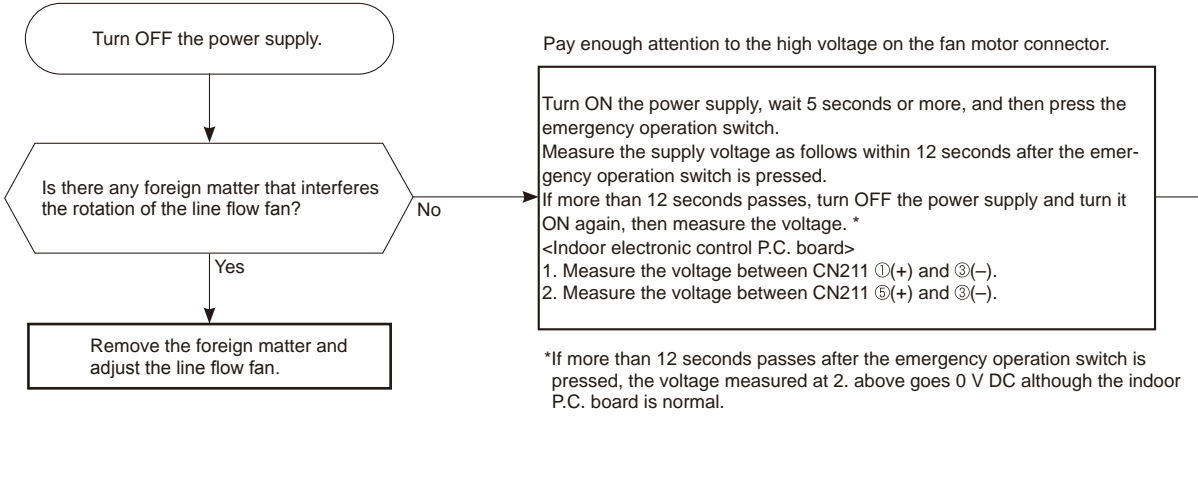 Turn OFF the power supply.
Is there any foreign matter that interferes
the rotation of the line flow fan?
No
Yes
Remove the foreign matter and
adjust the line flow fan.
Pay enough attention to the high voltage on the fan motor connector.
Turn ON the power supply, wait 5 seconds or more, and then press the
emergency operation switch.
Measure the supply voltage as follows within 12 seconds after the emer-
gency operation switch is pressed.
If more than 12 seconds passes, turn OFF the power supply and turn it
ON again, then measure the voltage. *
<Indoor electronic control P.C. board>
1. Measure the voltage between CN211 ①(+) and ③(–).
2. Measure the voltage between CN211 ⑤(+) and ③(–).
*If more than 12 seconds passes after the emergency operation switch is
pressed, the voltage measured at 2. above goes 0 V DC although the indoor
P.C. board is normal.